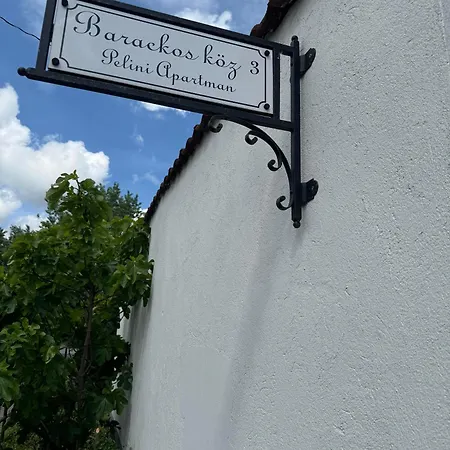 Barackos köz 3
Pelini Apartman